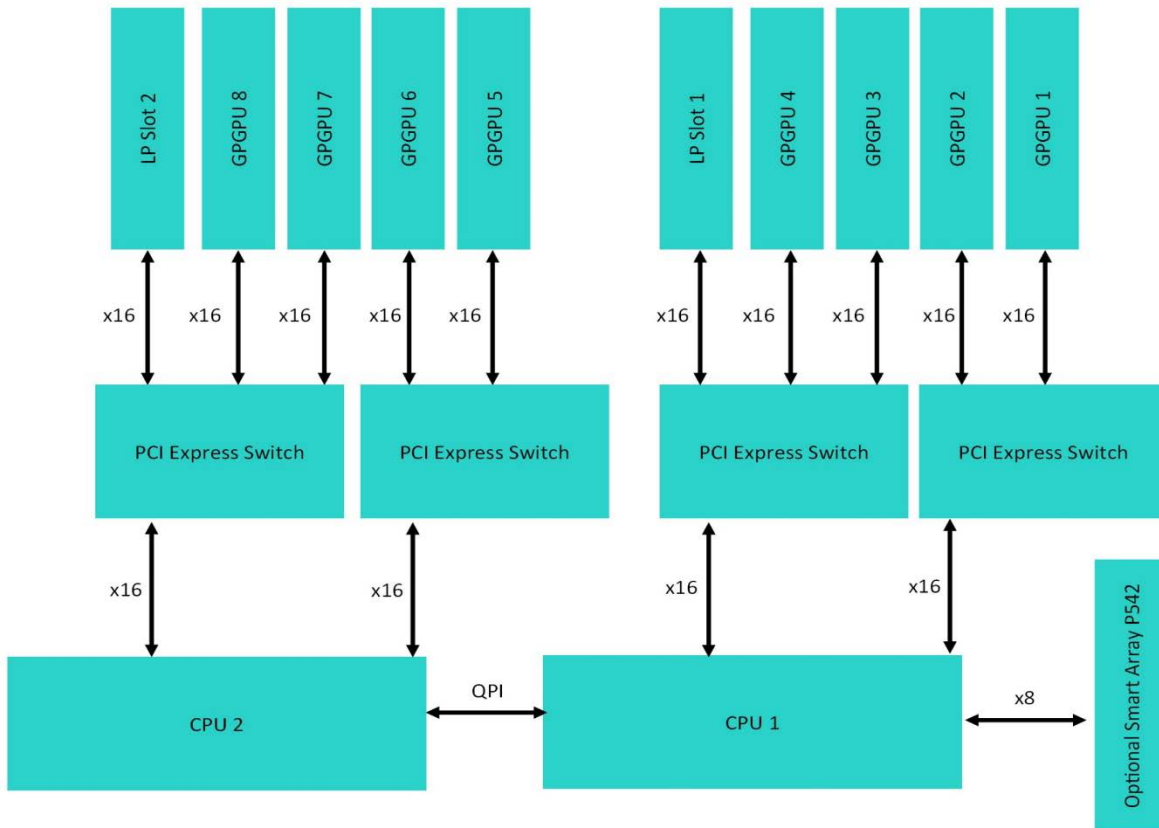 LP Slot 2
GPGPU 8
GPGPU 7
GPGPU 6
GPGPU 5
LP Slot 1
GPGPU 4
GPGPU 3
GPGPU 2
GPGPU 1
x16
x16
x16
x16
x16
x16
x16
x16
x16
x16
PCI Express Switch
PCI Express Switch
PCI Express Switch
PCI Express Switch
x16
x16
x16
x16
Optional Smart Array P542
CPU 2
QPI
CPU 1
x8